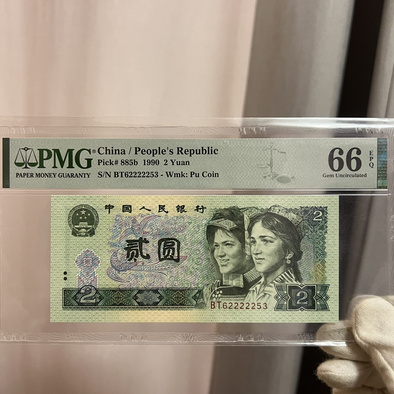 PMG
PAPER MONEY GUARANTY
China / People's Republic
Pick# 885b 1990 2 Yuan
S/N BT62222253 - Wmk: Pu Coin
66 EPQ
Gem Uncirculated
中国人民银行
2
贰圆
BT62222253
2
2